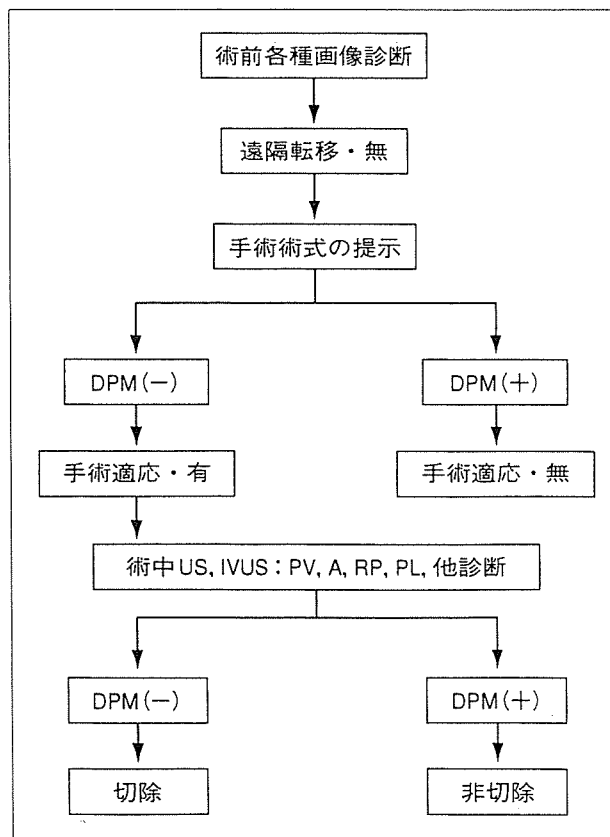 術前各種画像診断
遠隔転移・無
手術術式の提示
DPM(−)
DPM(+)
手術適応・有
手術適応・無
術中US, IVUS:PV, A, RP, PL, 他診断
DPM(−)
DPM(+)
切除
非切除